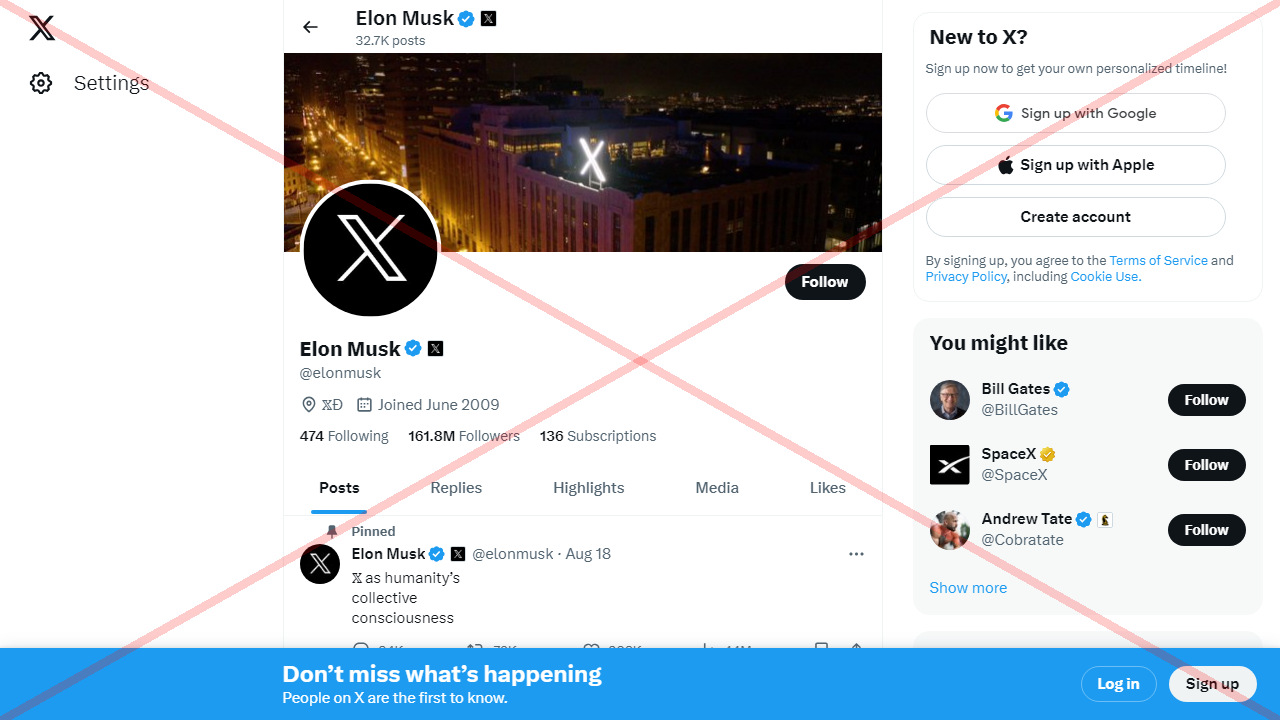 Settings
Elon Musk
32.7K posts
Follow
Elon Musk
@elonmusk
𝕏Ð Joined June 2009
474 Following 161.8M Followers 136 Subscriptions
Posts Replies Highlights Media Likes
Pinned
Elon Musk @elonmusk · Aug 18
𝕏 as humanity’s
collective
consciousness
New to X?
Sign up now to get your own personalized timeline!
Sign up with Google
Sign up with Apple
Create account
By signing up, you agree to the Terms of Service and
Privacy Policy, including Cookie Use.
You might like
Bill Gates
@BillGates
Follow
SpaceX
@SpaceX
Follow
Andrew Tate
@Cobratate
Follow
Show more
Don’t miss what’s happening
People on X are the first to know.
Log in
Sign up